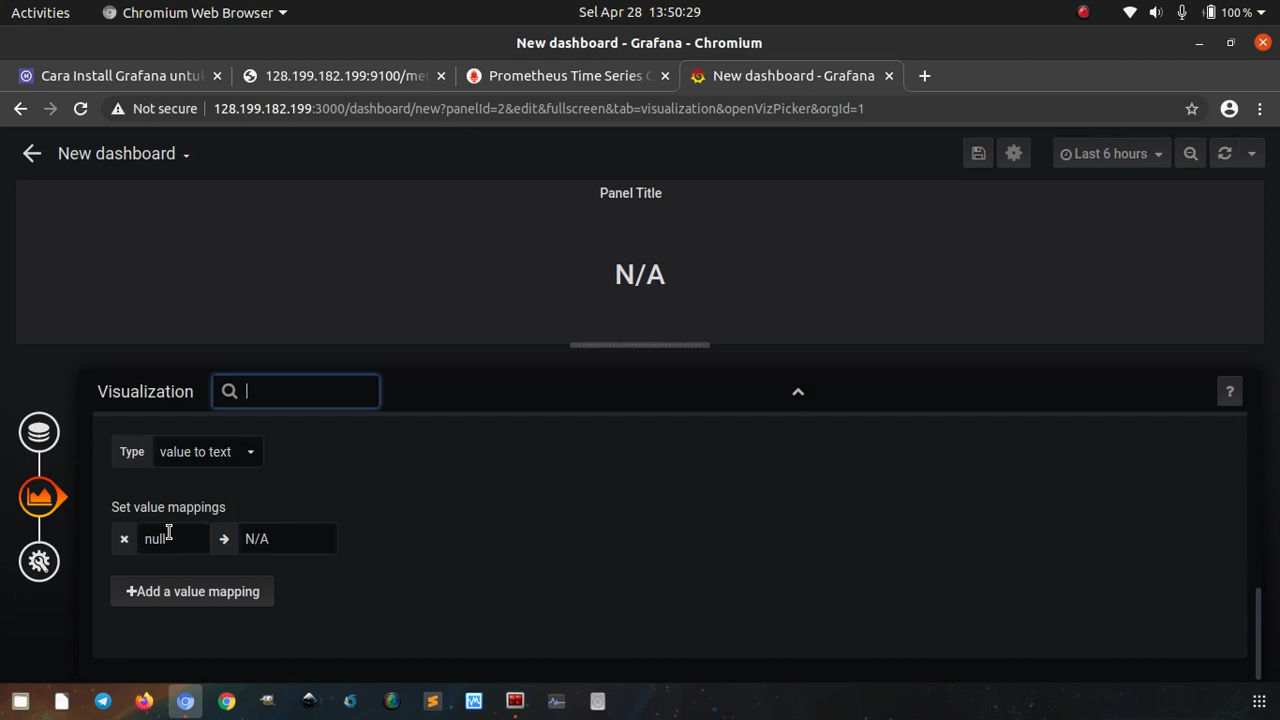 Activities
Chromium Web Browser
Sel Apr 28 13:50:29
100 %
New dashboard - Grafana - Chromium
Cara Install Grafana untu
128.199.182.199:9100/met
Prometheus Time Series C
New dashboard - Grafana
Not secure
128.199.182.199:3000/dashboard/new?panelId=2&edit&fullscreen&tab=visualization&openVizPicker&orgId=1
New dashboard
Last 6 hours
Panel Title
N/A
Visualization
?
Type
value to text
Set value mappings
null
N/A
+Add a value mapping